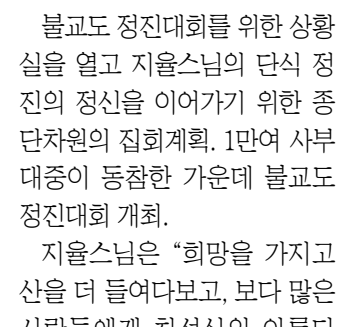 불교도 정진대회를 위한 상황
실을 열고 지율스님의 단식 정
진의 정신을 이어가기 위한 종
단차원의 집회계획. 1만여 사부
대중이 동참한 가운데 불교도
정진대회 개최.
지율스님은 “희망을 가지고
산을 더 들여다보고, 보다 많은